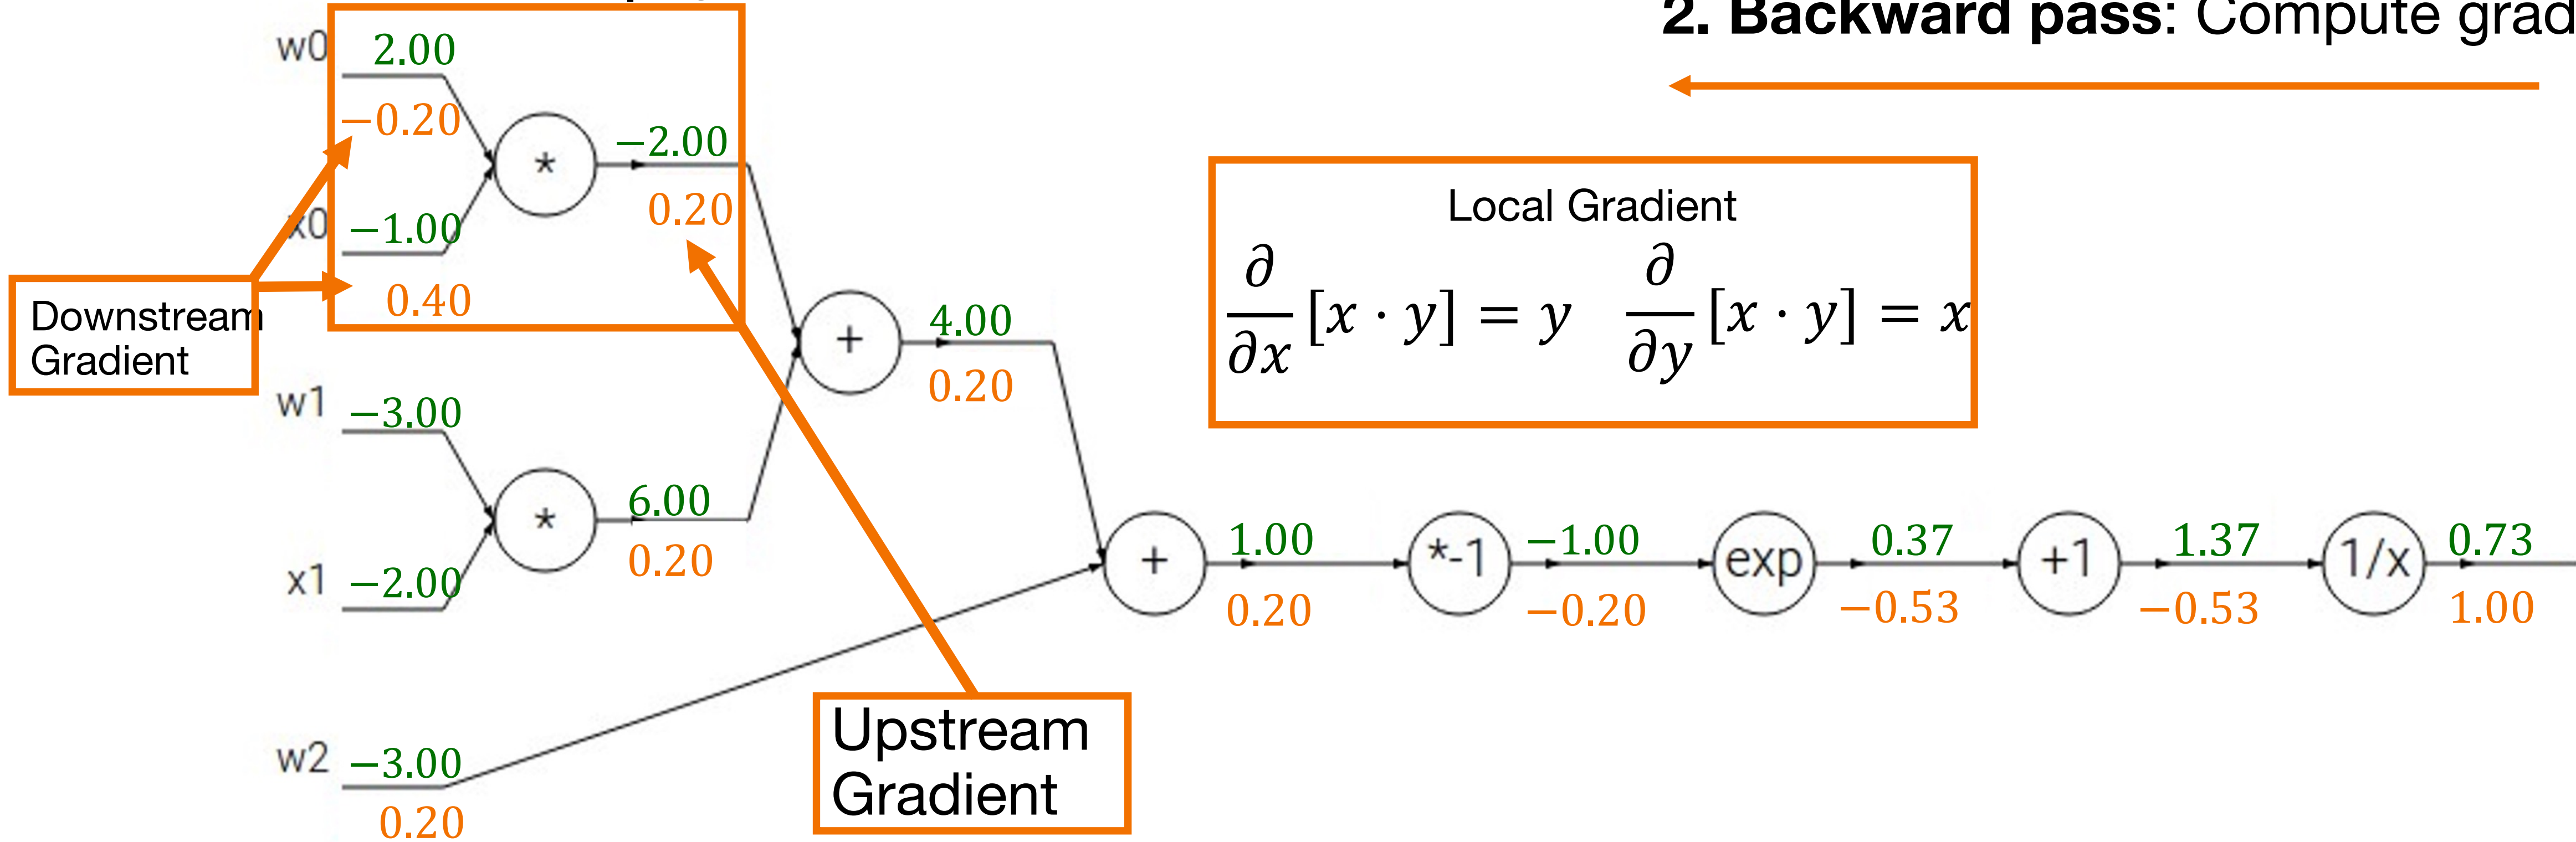 2. Backward pass: Compute grad
w0
2.00
−0.20
*
−2.00
0.20
x0
−1.00
0.40
Downstream
Gradient
Local Gradient
∂/∂x [x · y] = y   ∂/∂y [x · y] = x
+
4.00
0.20
w1
−3.00
*
6.00
0.20
x1
−2.00
+
1.00
0.20
*-1
−1.00
−0.20
exp
0.37
−0.53
+1
1.37
−0.53
1/x
0.73
1.00
w2
−3.00
0.20
Upstream
Gradient